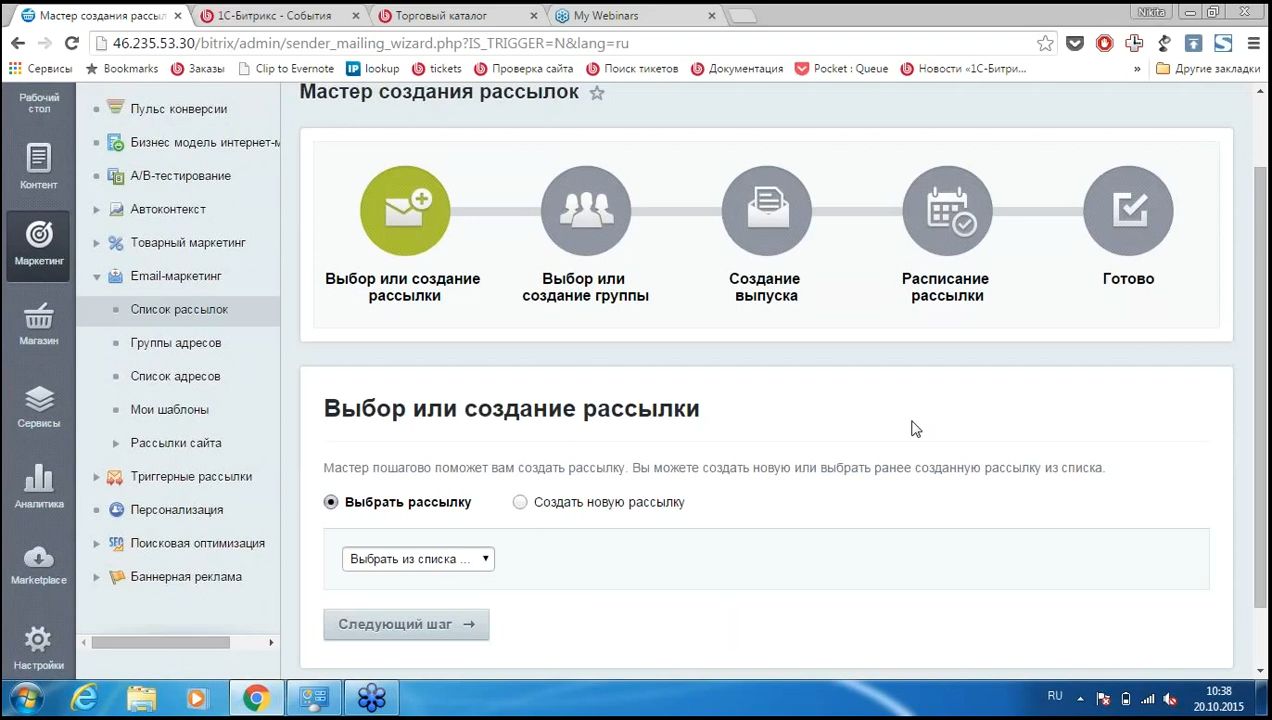 Мастер создания рассыл
1С-Битрикс - События
Торговый каталог
My Webinars
Nikita
46.235.53.30/bitrix/admin/sender_mailing_wizard.php?IS_TRIGGER=N&lang=ru
Сервисы
Bookmarks
Заказы
Clip to Evernote
IP lookup
tickets
Проверка сайта
Поиск тикетов
Документация
Pocket : Queue
Новости «1С-Битри...
»
Другие закладки
Рабочий
стол
Контент
Маркетинг
Магазин
Сервисы
Аналитика
Marketplace
Настройки
Пульс конверсии
Бизнес модель интернет-м
A/B-тестирование
Автоконтекст
Товарный маркетинг
Email-маркетинг
Список рассылок
Группы адресов
Список адресов
Мои шаблоны
Рассылки сайта
Триггерные рассылки
Персонализация
SEO Поисковая оптимизация
Баннерная реклама
Мастер создания рассылок
Выбор или создание
рассылки
Выбор или
создание группы
Создание
выпуска
Расписание
рассылки
Готово
Выбор или создание рассылки
Мастер пошагово поможет вам создать рассылку. Вы можете создать новую или выбрать ранее созданную рассылку из списка.
Выбрать рассылку
Создать новую рассылку
Выбрать из списка ...
Следующий шаг →
RU
10:38
20.10.2015